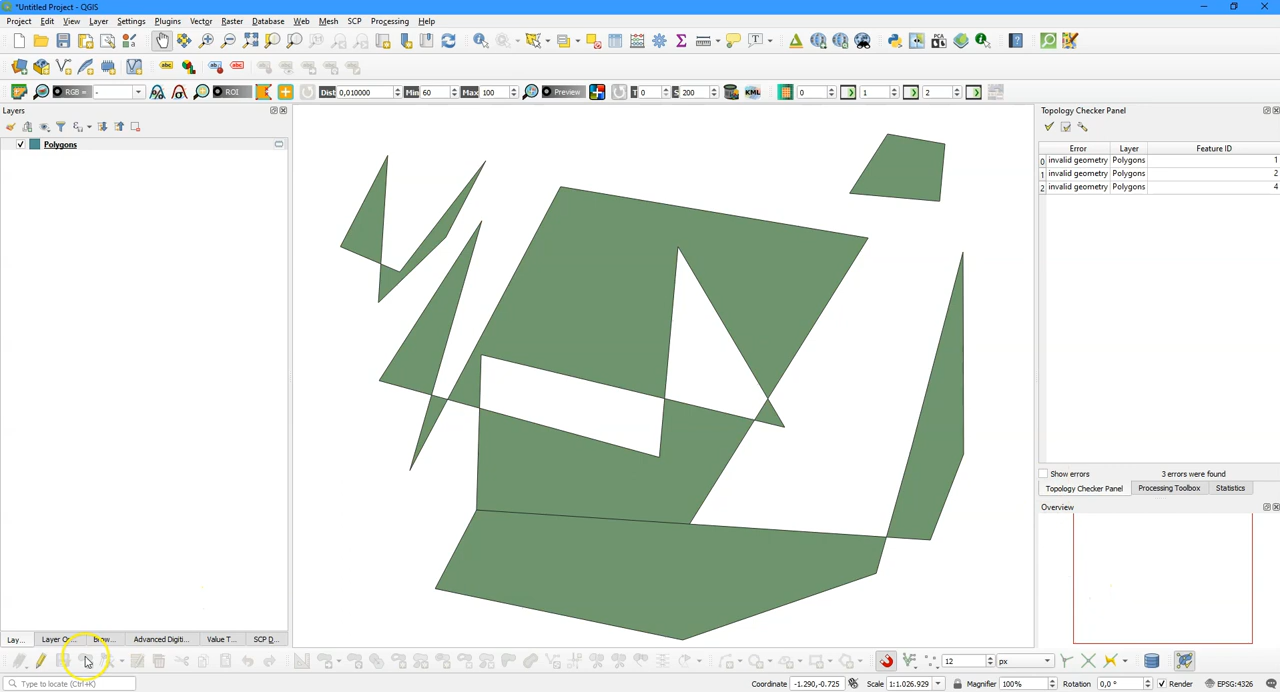 *Untitled Project - QGIS
Project Edit View Layer Settings Plugins Vector Raster Database Web Mesh SCP Processing Help
RGB = - ROI Dist 0,010000 Min 60 Max 100 Preview T 0 S 200 KML 0 1 2
Layers
Polygons
Topology Checker Panel
Error Layer Feature ID
0 invalid geometry Polygons 1
1 invalid geometry Polygons 2
2 invalid geometry Polygons 4
Show errors 3 errors were found
Topology Checker Panel Processing Toolbox Statistics
Overview
Lay... Layer O... Brow... Advanced Digiti... Value T... SCP D...
12 px
Type to locate (Ctrl+K) Coordinate -1.290,-0.725 Scale 1:1.026.929 Magnifier 100% Rotation 0,0 ° Render EPSG:4326